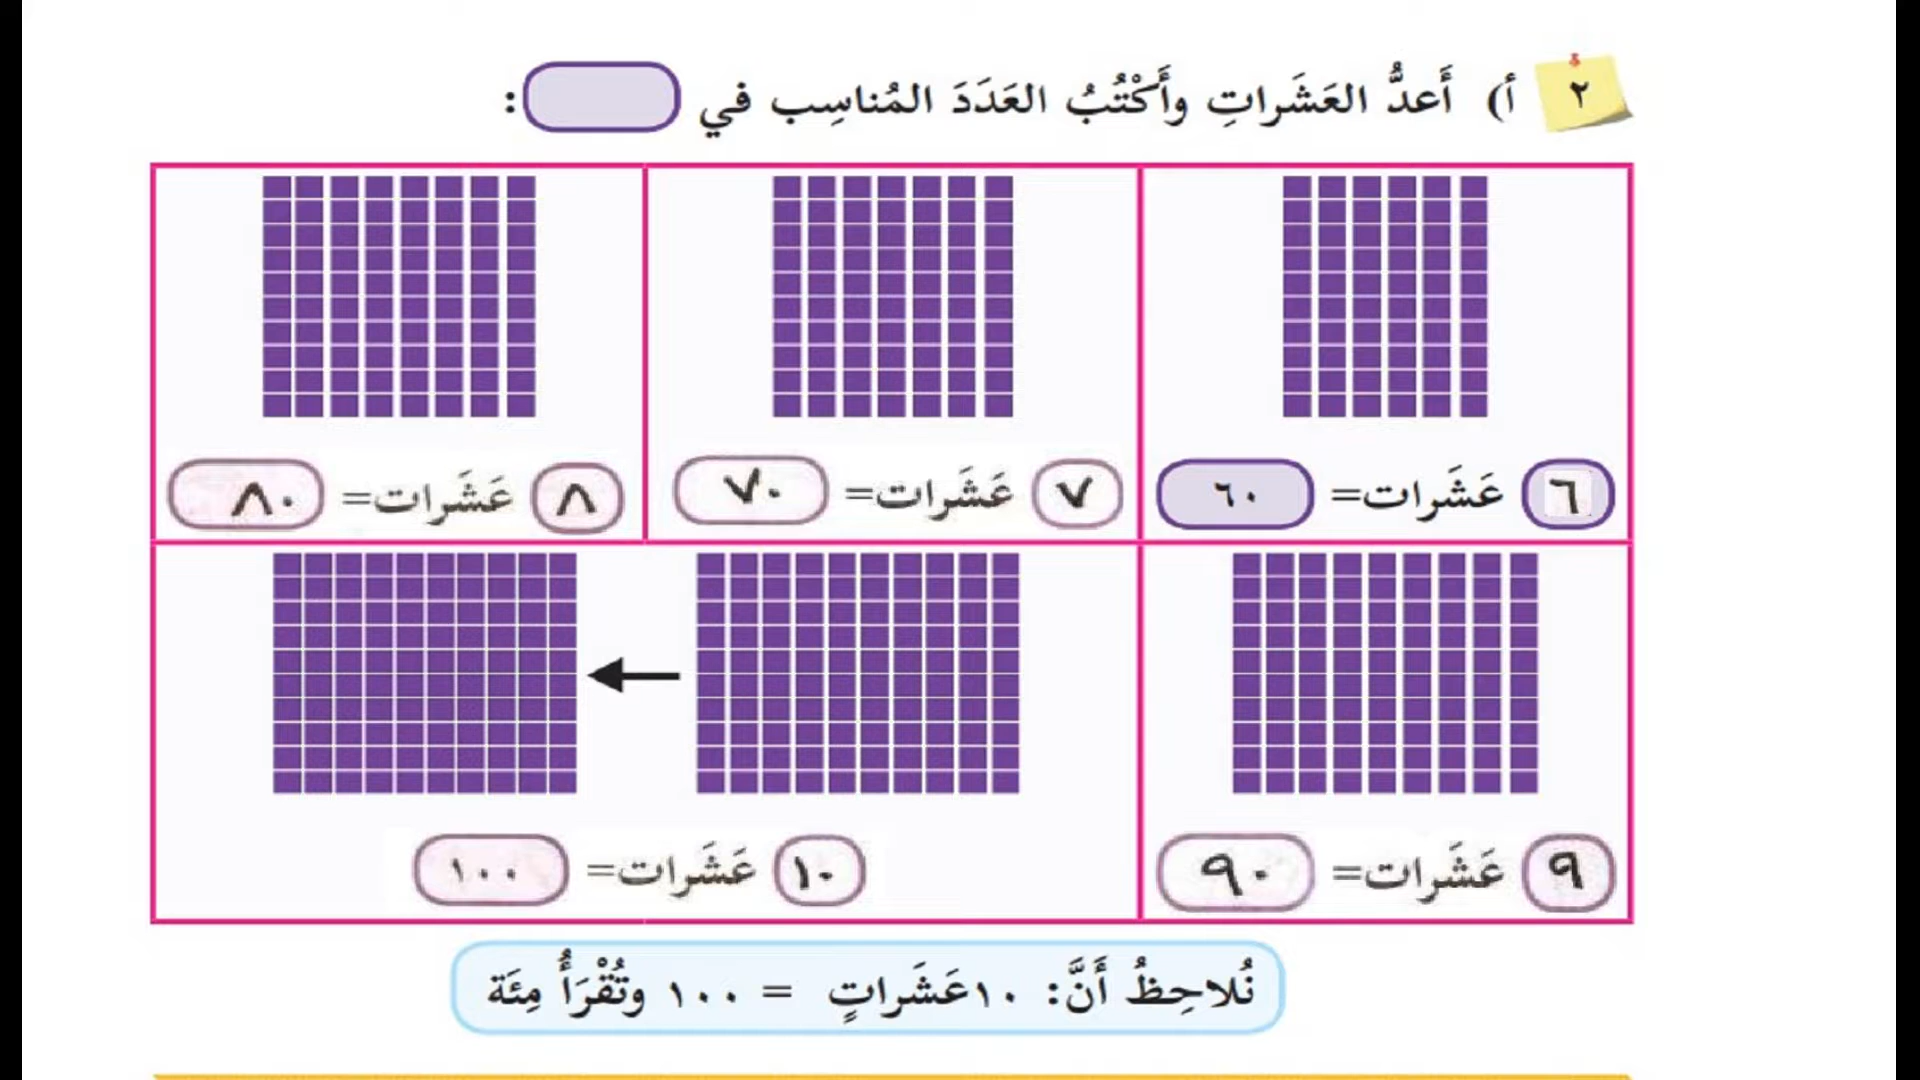 ٢ أ) أَعدُّ العَشَراتِ وأَكْتُبُ العَدَدَ المُناسِب في :
٦ عَشَرات= ٦٠
٧ عَشَرات= ٧٠
٨ عَشَرات= ٨٠
٩ عَشَرات= ٩٠
١٠ عَشَرات= ١٠٠
نُلاحِظُ أَنَّ: ١٠عَشَراتٍ = ١٠٠ وتُقْرَأُ مِئَة